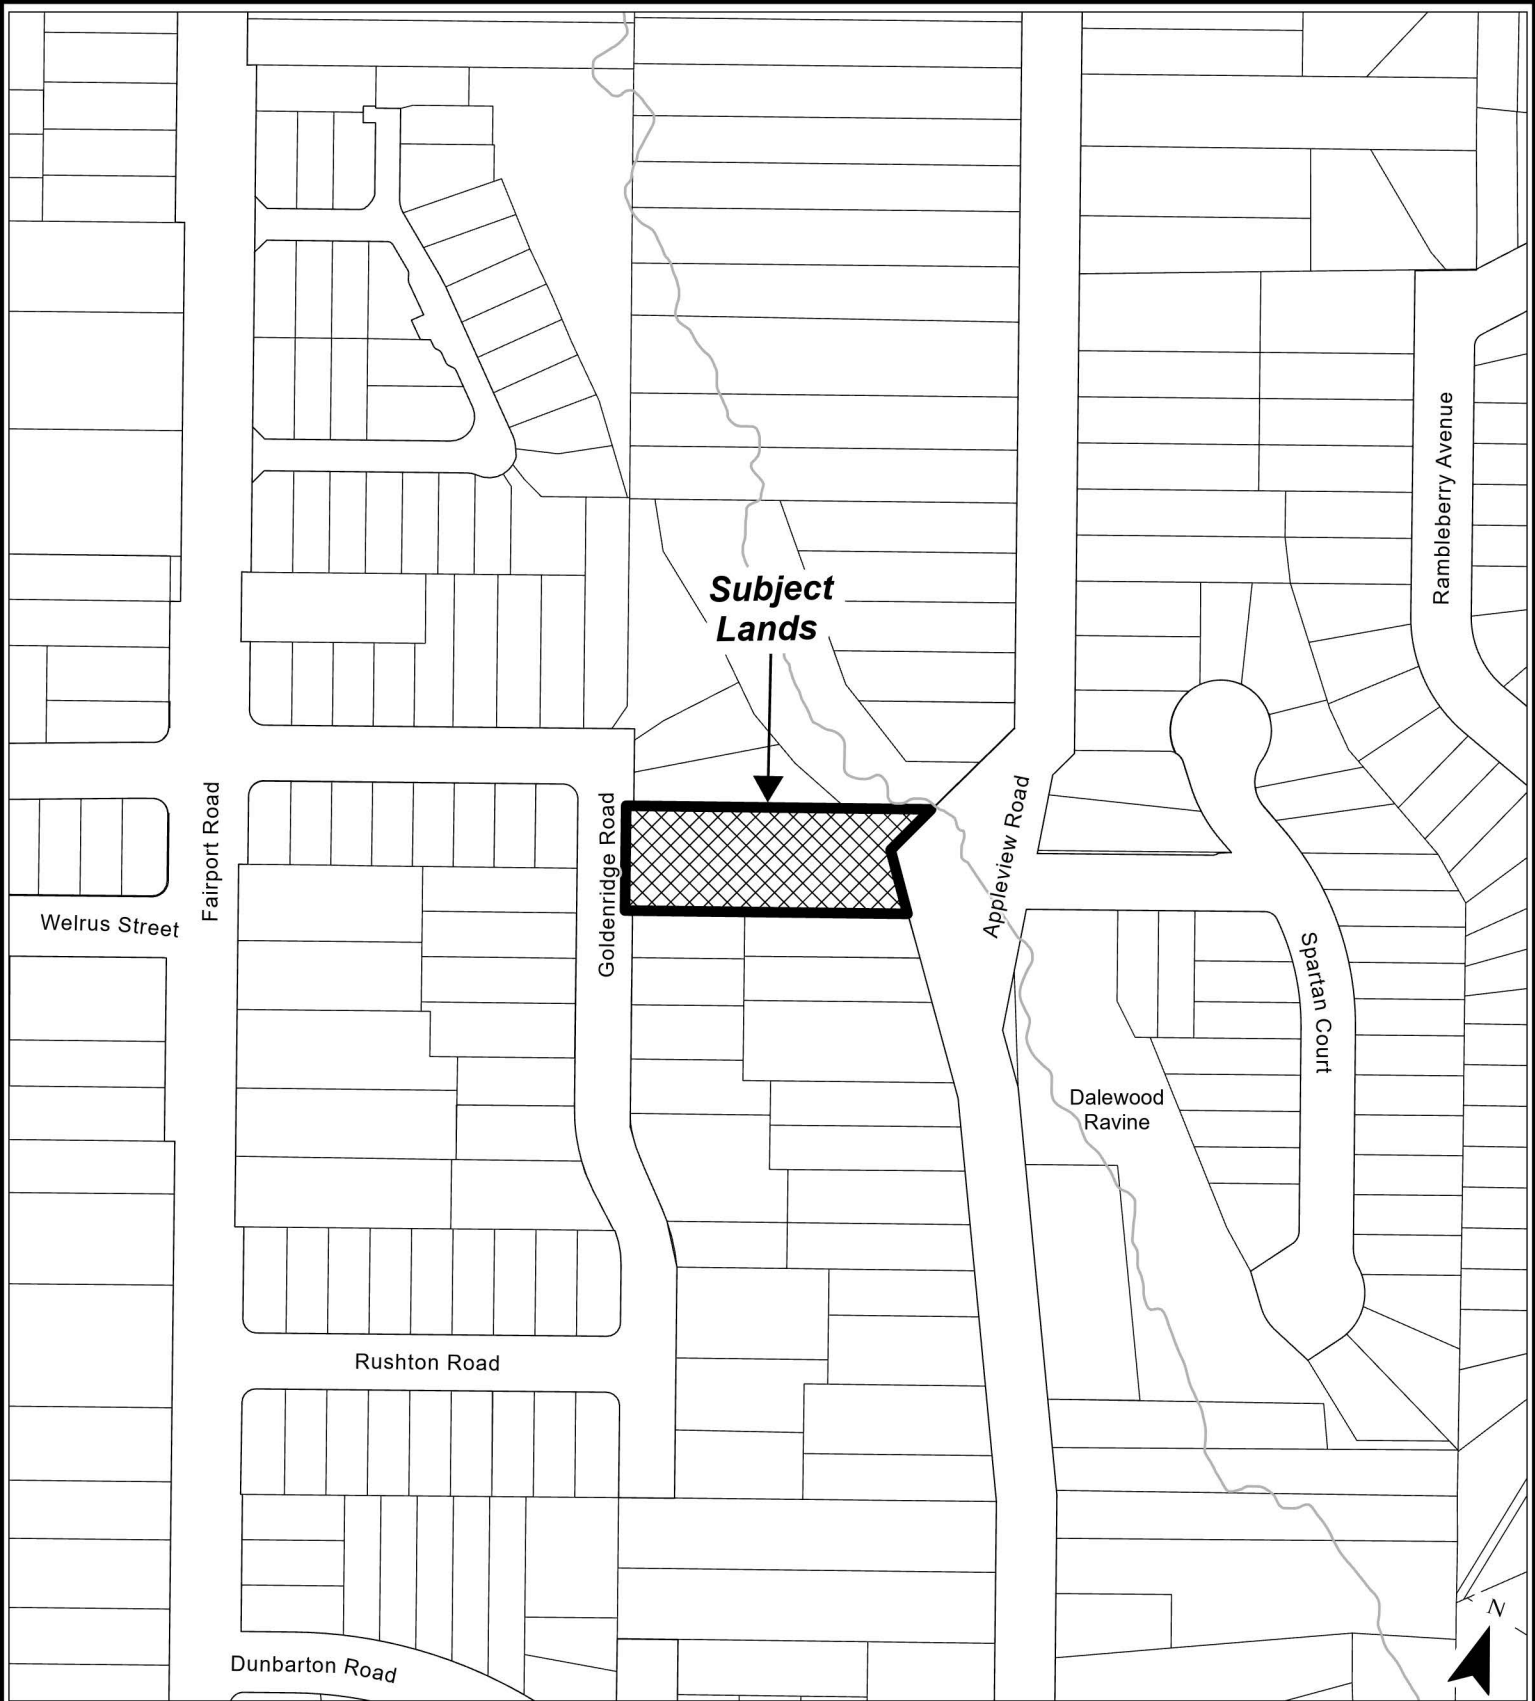 Rambleberry Avenue
Subject
Lands
Fairport Road
Goldenridge Road
Appleview Road
Welrus Street
Spartan Court
Dalewood
Ravine
Rushton Road
N
Dunbarton Road